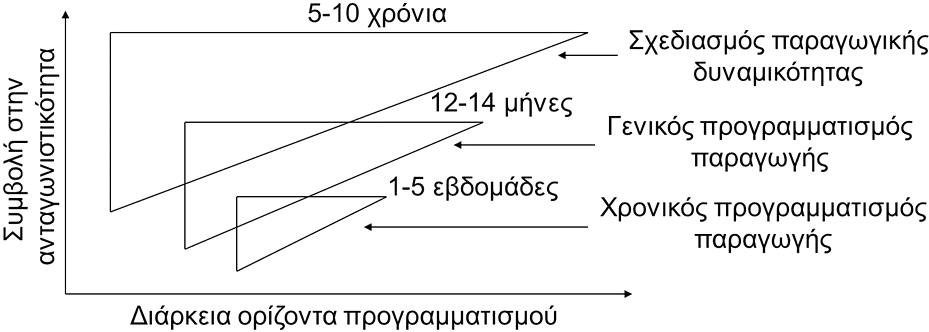 5-10 χρόνια
Σχεδιασμός παραγωγικής
δυναμικότητας
12-14 μήνες
Γενικός προγραμματισμός
παραγωγής
1-5 εβδομάδες
Χρονικός προγραμματισμός
παραγωγής
Συμβολή στην
ανταγωνιστικότητα
Διάρκεια ορίζοντα προγραμματισμού